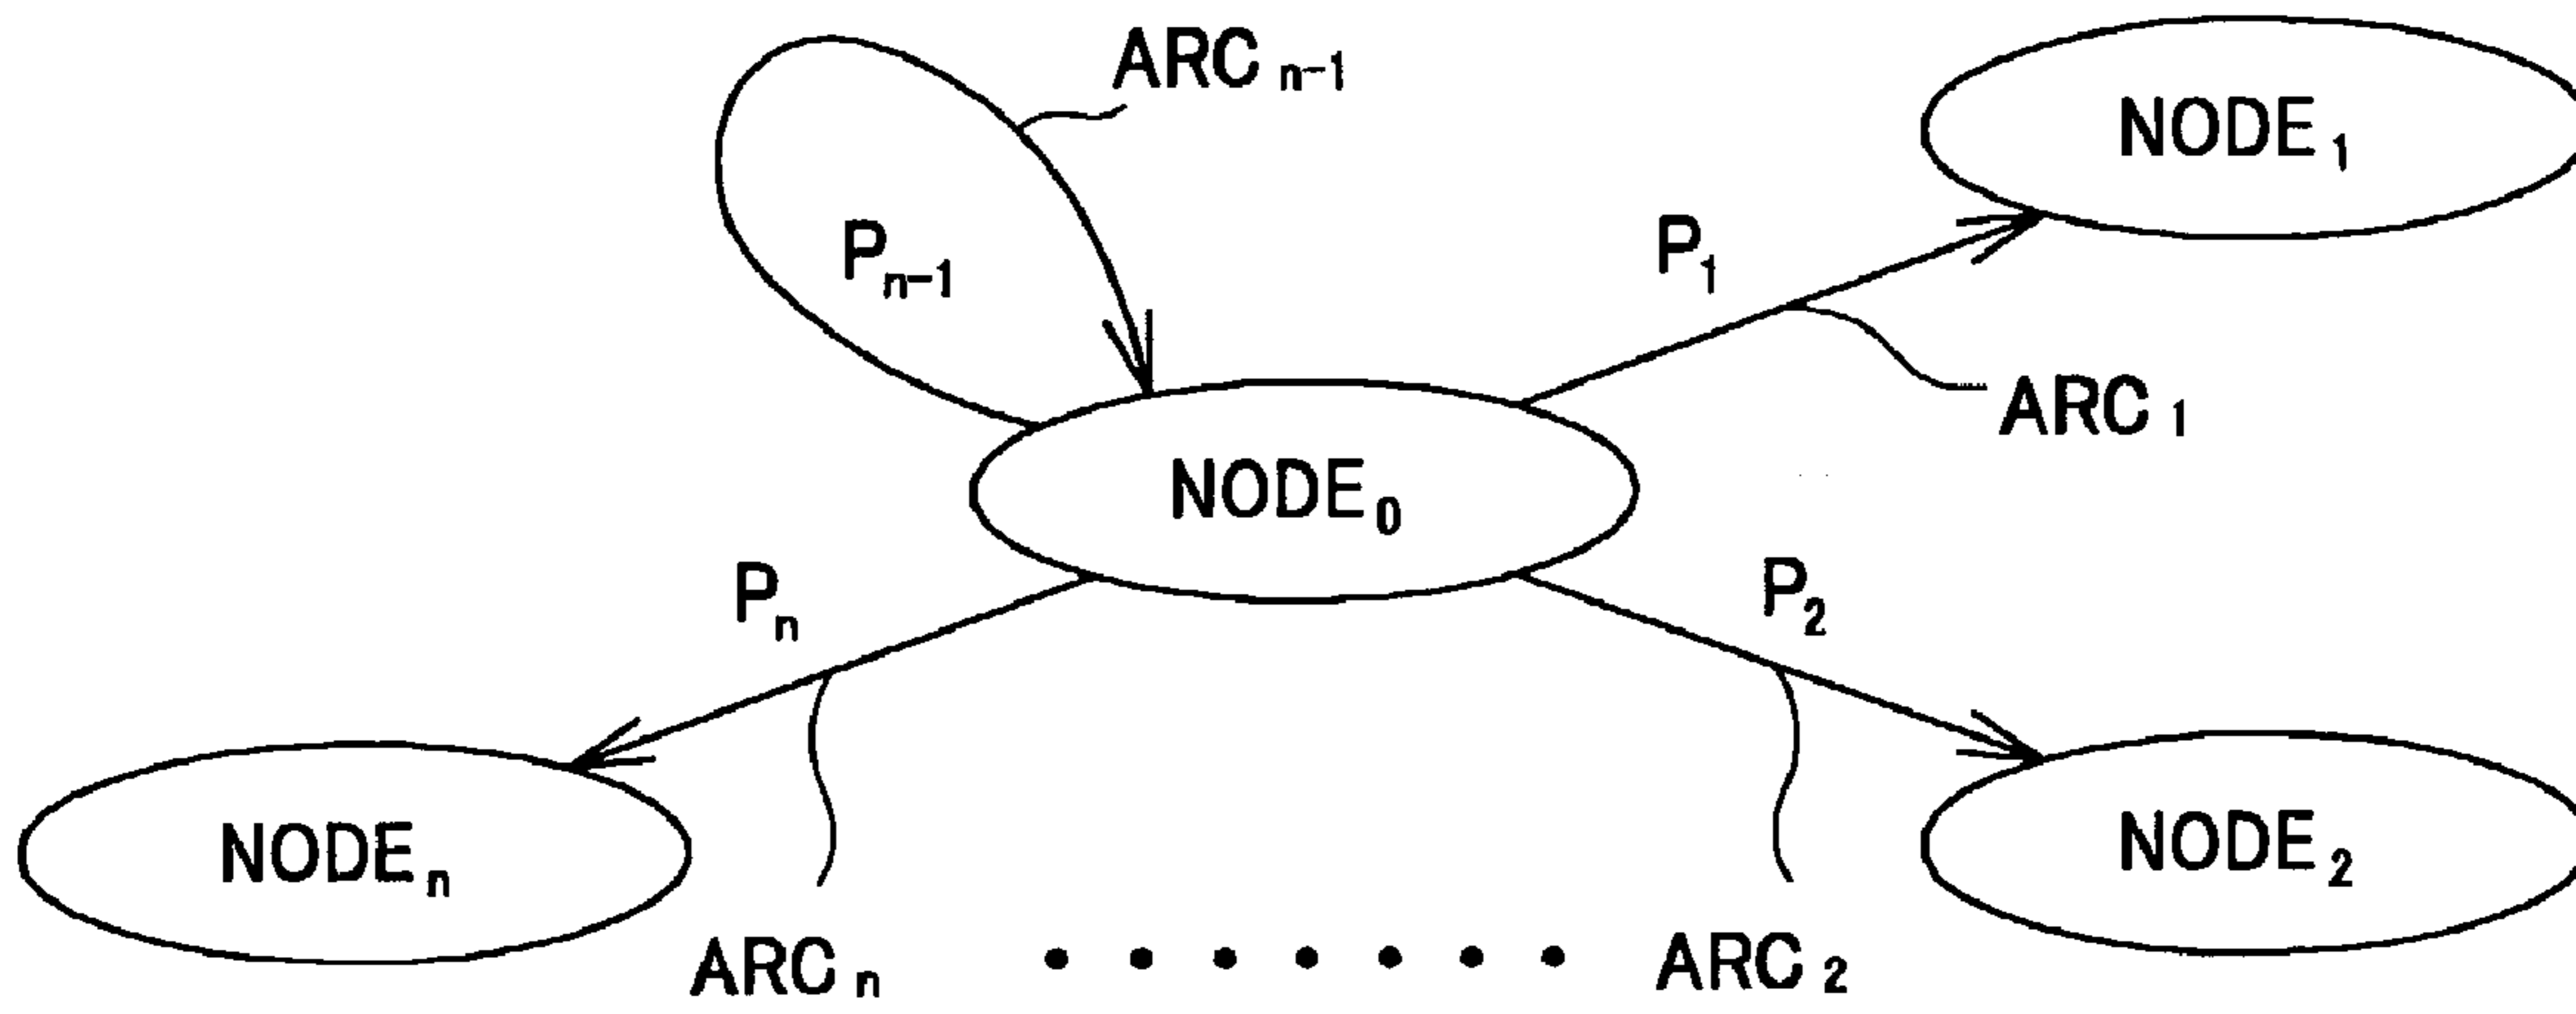 ARC n-1
NODE 1
P n-1
P 1
ARC 1
NODE 0
P n
P 2
NODE n
NODE 2
ARC n ....... ARC 2